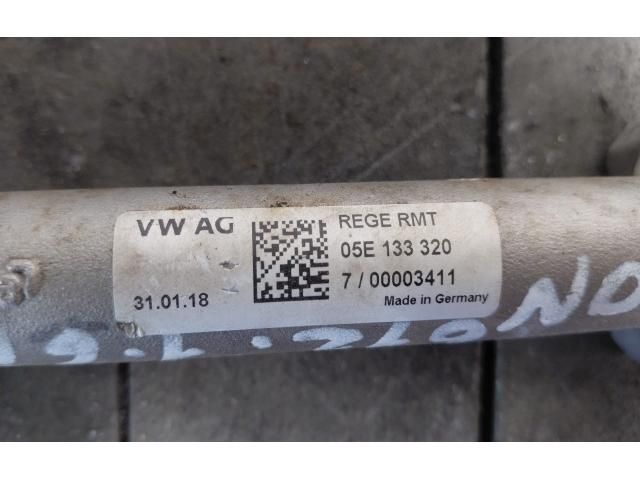 VW AG
REGE RMT
05E 133 320
31.01.18
7 / 00003411
Made in Germany